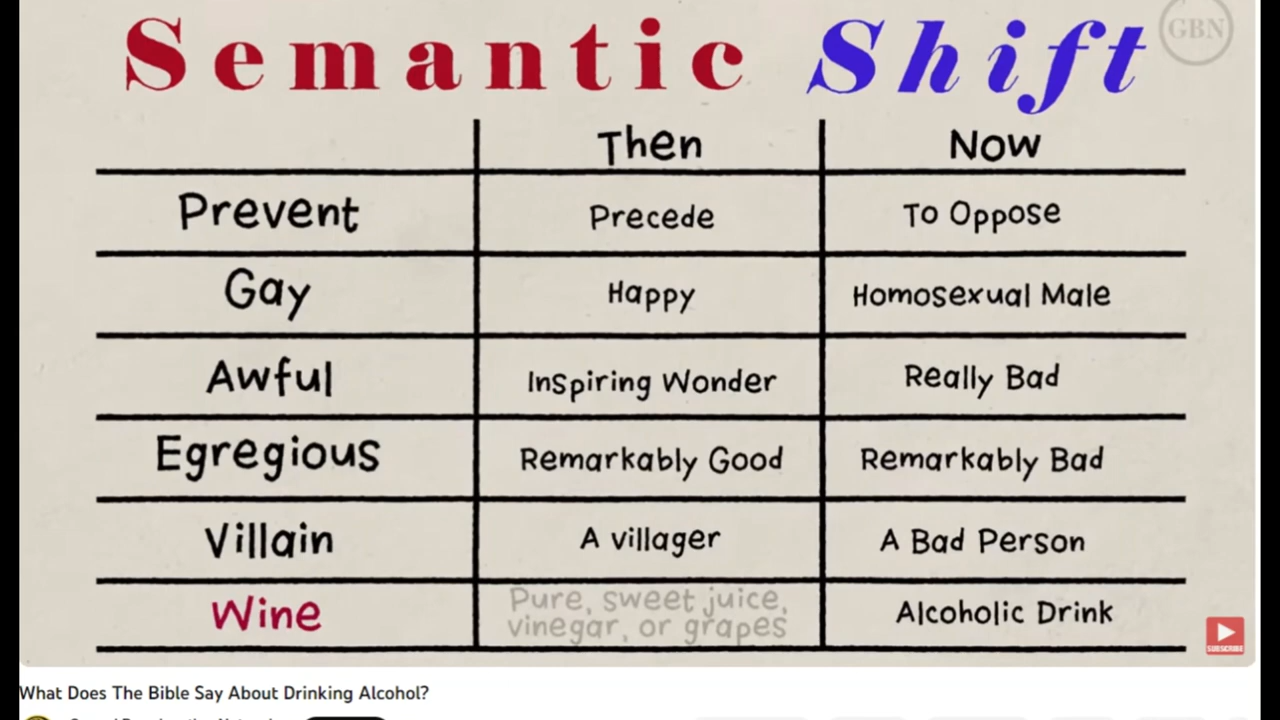 Semantic Shift
GBN
Then Now
Prevent Precede To Oppose
Gay Happy Homosexual Male
Awful Inspiring Wonder Really Bad
Egregious Remarkably Good Remarkably Bad
Villain A villager A Bad Person
Wine Pure, sweet juice, vinegar, or grapes Alcoholic Drink
SUBSCRIBE
What Does The Bible Say About Drinking Alcohol?